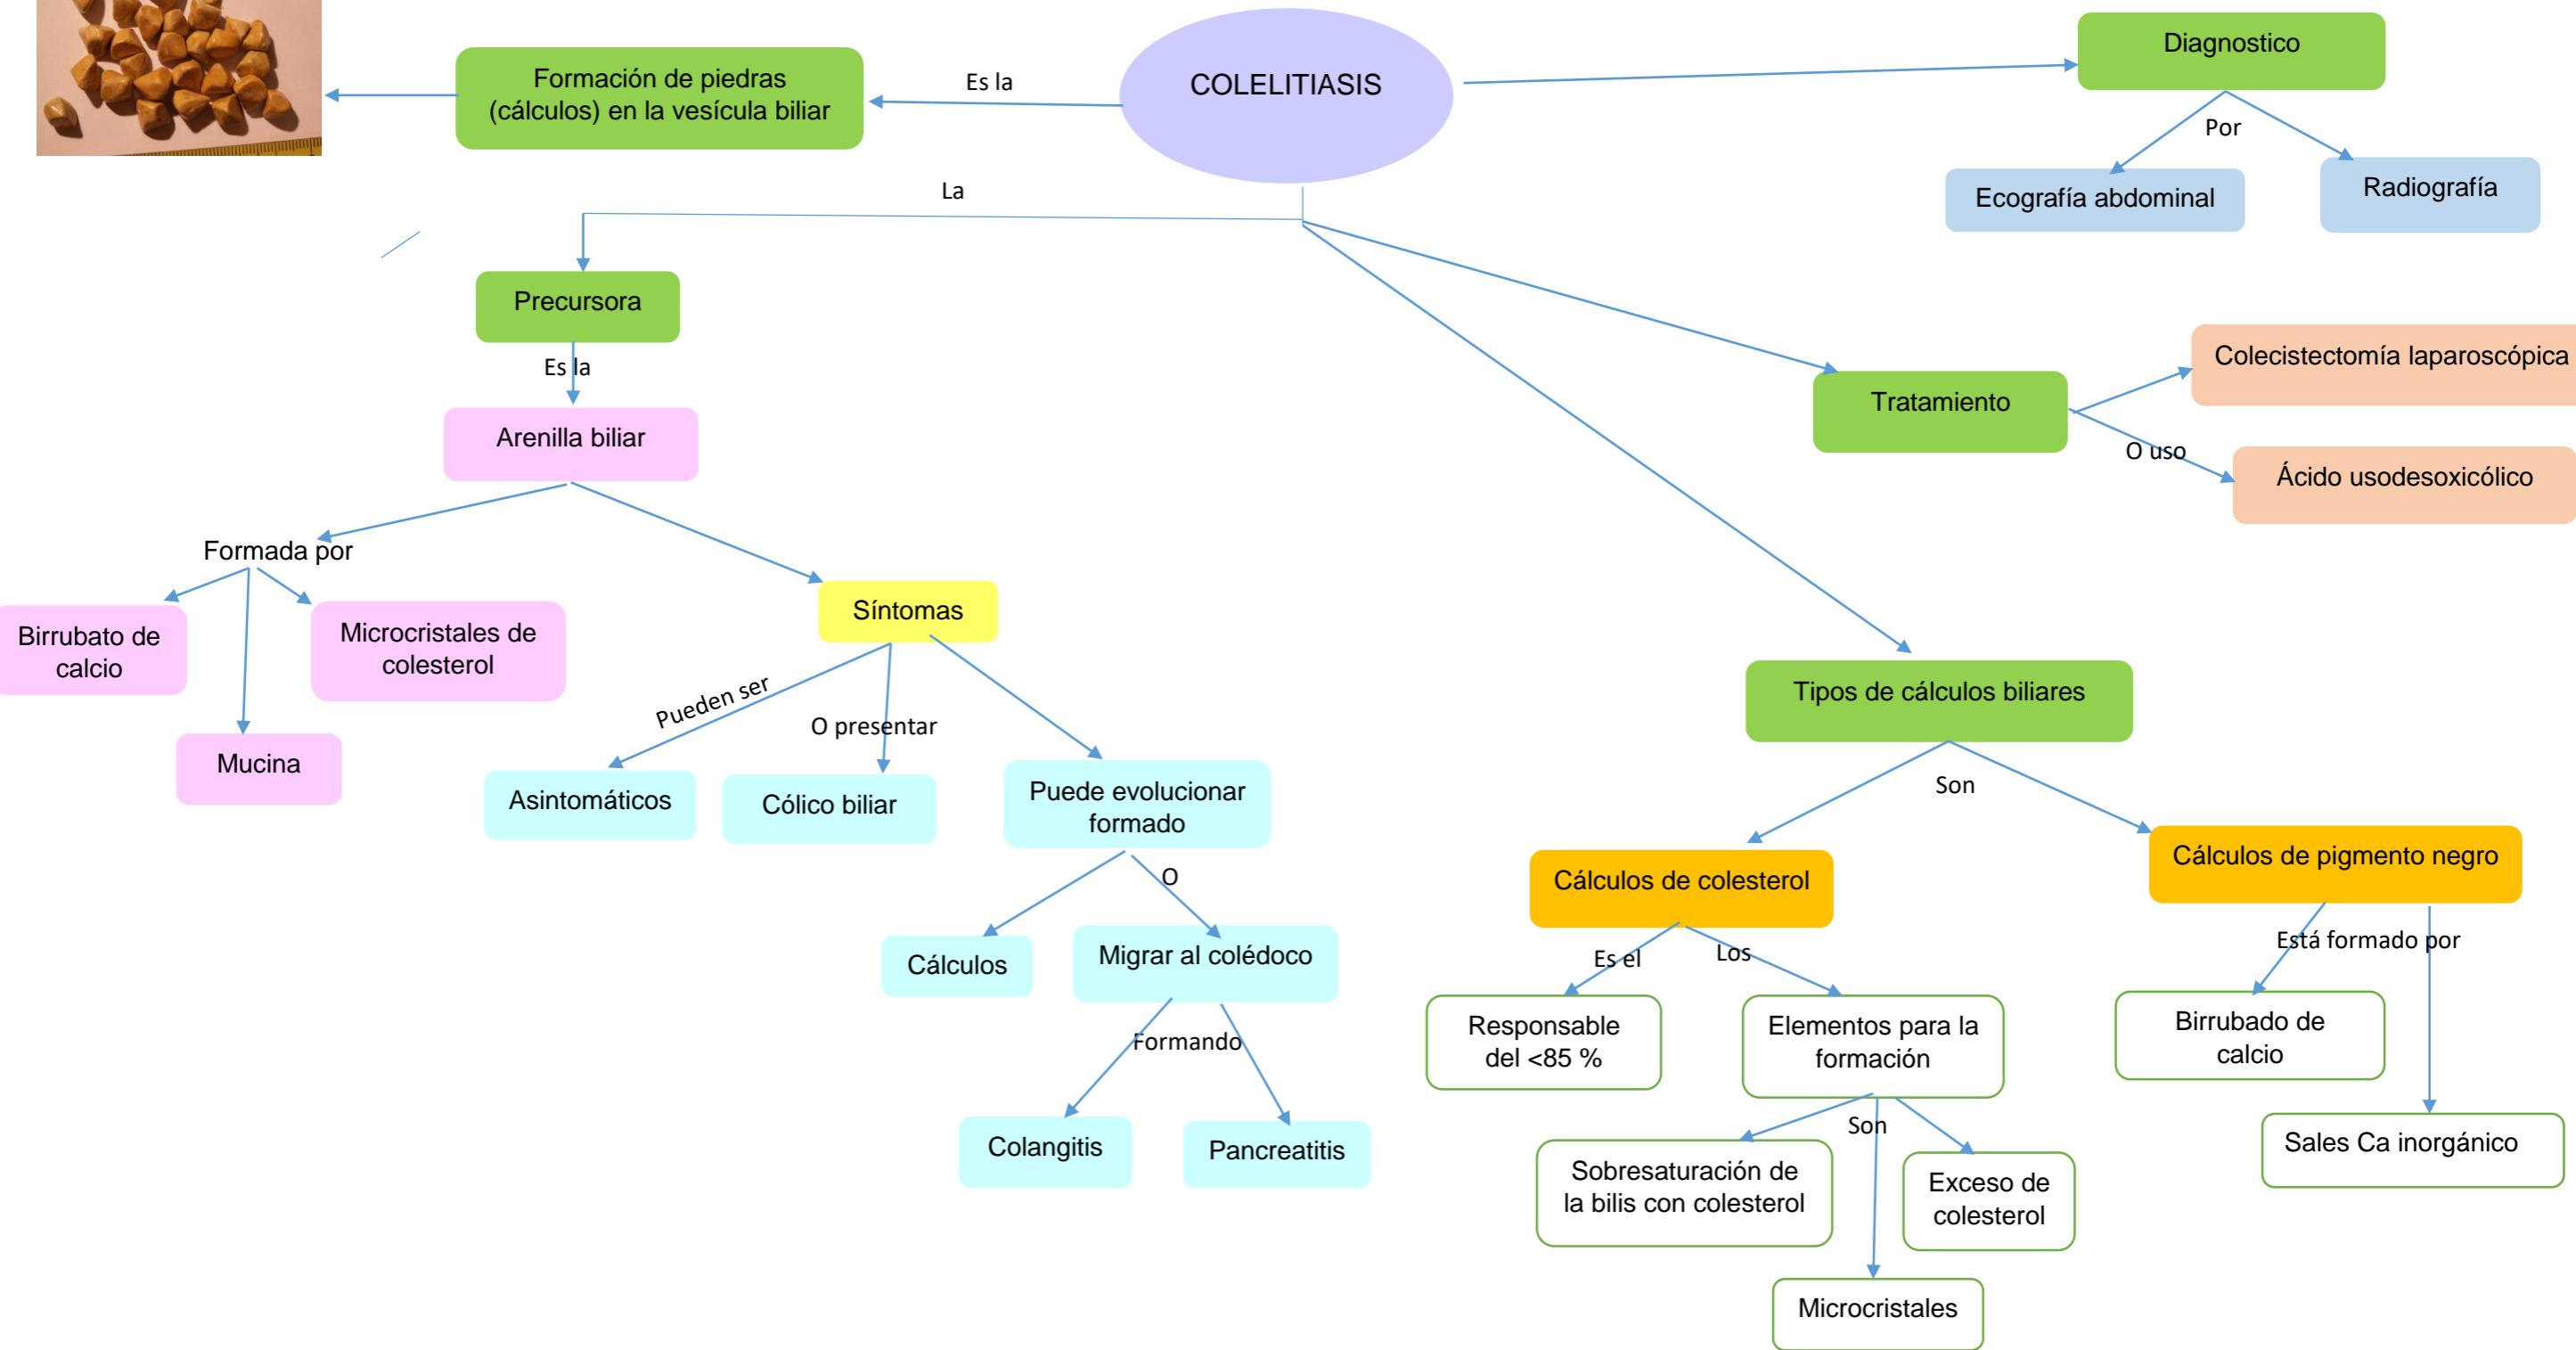 COLELITIASIS
Es la
Formación de piedras
(cálculos) en la vesícula biliar
Diagnostico
Por
Ecografía abdominal
Radiografía
La
Precursora
Es la
Arenilla biliar
Formada por
Birrubato de
calcio
Microcristales de
colesterol
Mucina
Síntomas
Pueden ser
O presentar
Asintomáticos
Cólico biliar
Puede evolucionar
formado
O
Cálculos
Migrar al colédoco
Formando
Colangitis
Pancreatitis
Tratamiento
Colecistectomía laparoscópica
O uso
Ácido usodesoxicólico
Tipos de cálculos biliares
Son
Cálculos de colesterol
Cálculos de pigmento negro
Es el
Los
Responsable
del <85 %
Elementos para la
formación
Son
Sobresaturación de
la bilis con colesterol
Exceso de
colesterol
Microcristales
Está formado por
Birrubado de
calcio
Sales Ca inorgánico